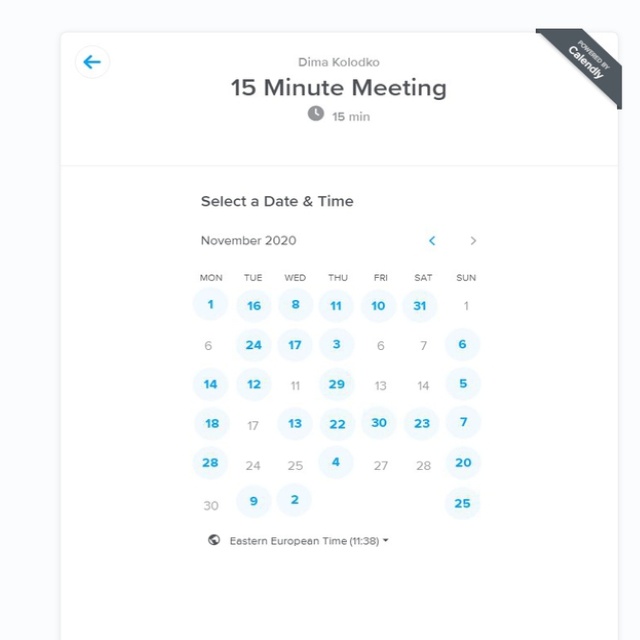 Dima Kolodko
POWERED BY
Calendly
15 Minute Meeting
15 min
Select a Date & Time
November 2020
MON TUE WED THU FRI SAT SUN
1 16 8 11 10 31 1
6 24 17 3 6 7 6
14 12 11 29 13 14 5
18 17 13 22 30 23 7
28 24 25 4 27 28 20
30 9 2 25
Eastern European Time (11:38)